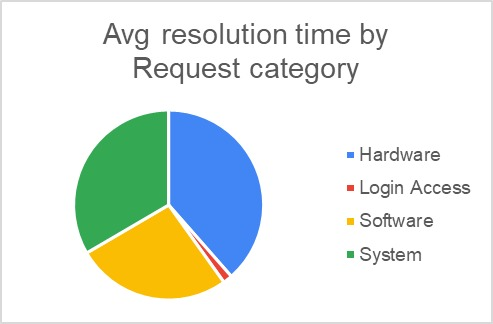 Avg resolution time by
Request category
Hardware
Login Access
Software
System